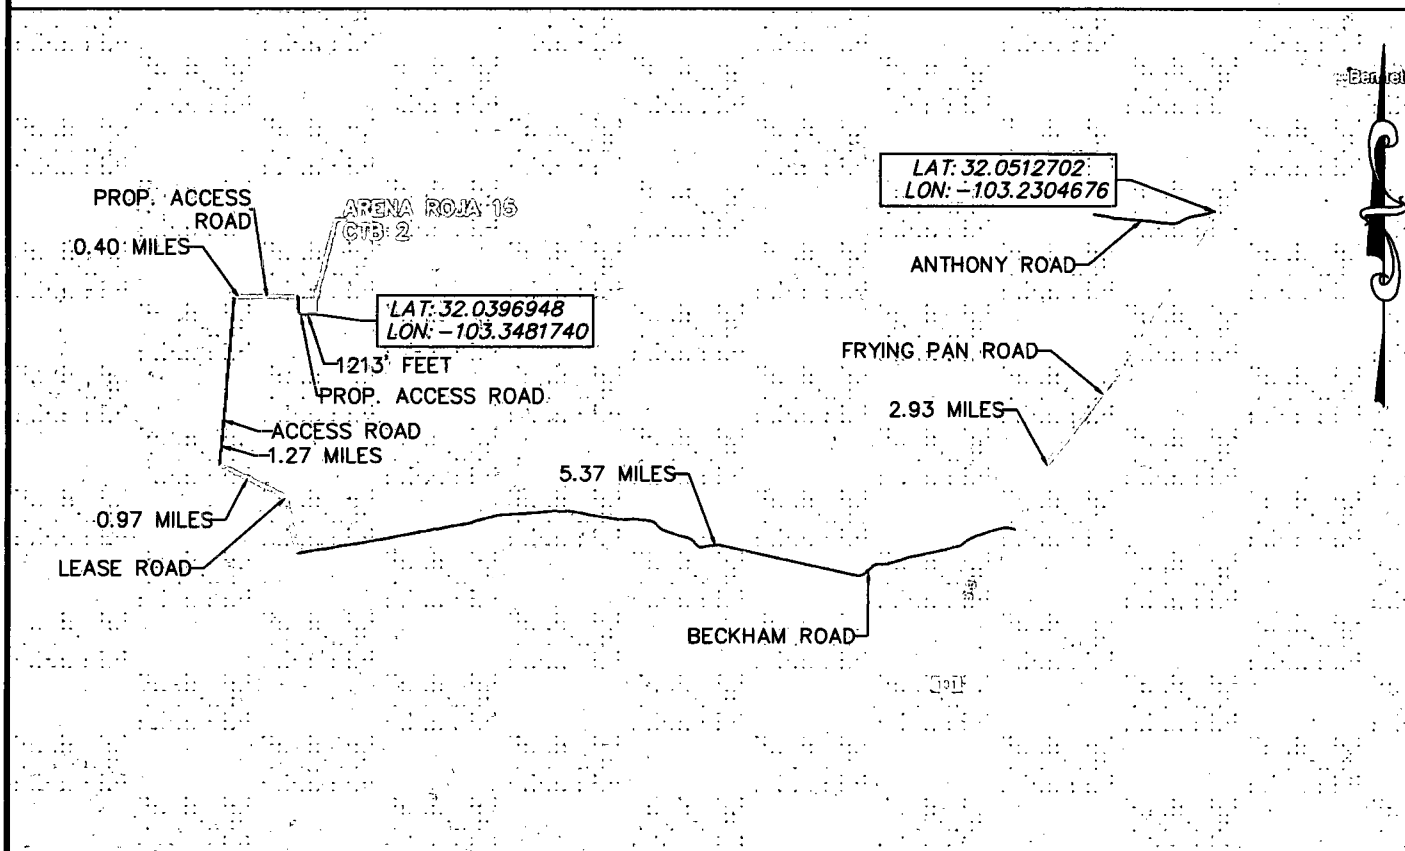 LAT: 32.0512702
LON: -103.2304676
PROP. ACCESS
ROAD
0.40 MILES
ARENA ROJA 15
CTB 2
ANTHONY ROAD
LAT: 32.0396948
LON: -103.3481740
1213' FEET
PROP. ACCESS ROAD
FRYING PAN ROAD
2.93 MILES
ACCESS ROAD
1.27 MILES
5.37 MILES
0.97 MILES
LEASE ROAD
BECKHAM ROAD
101